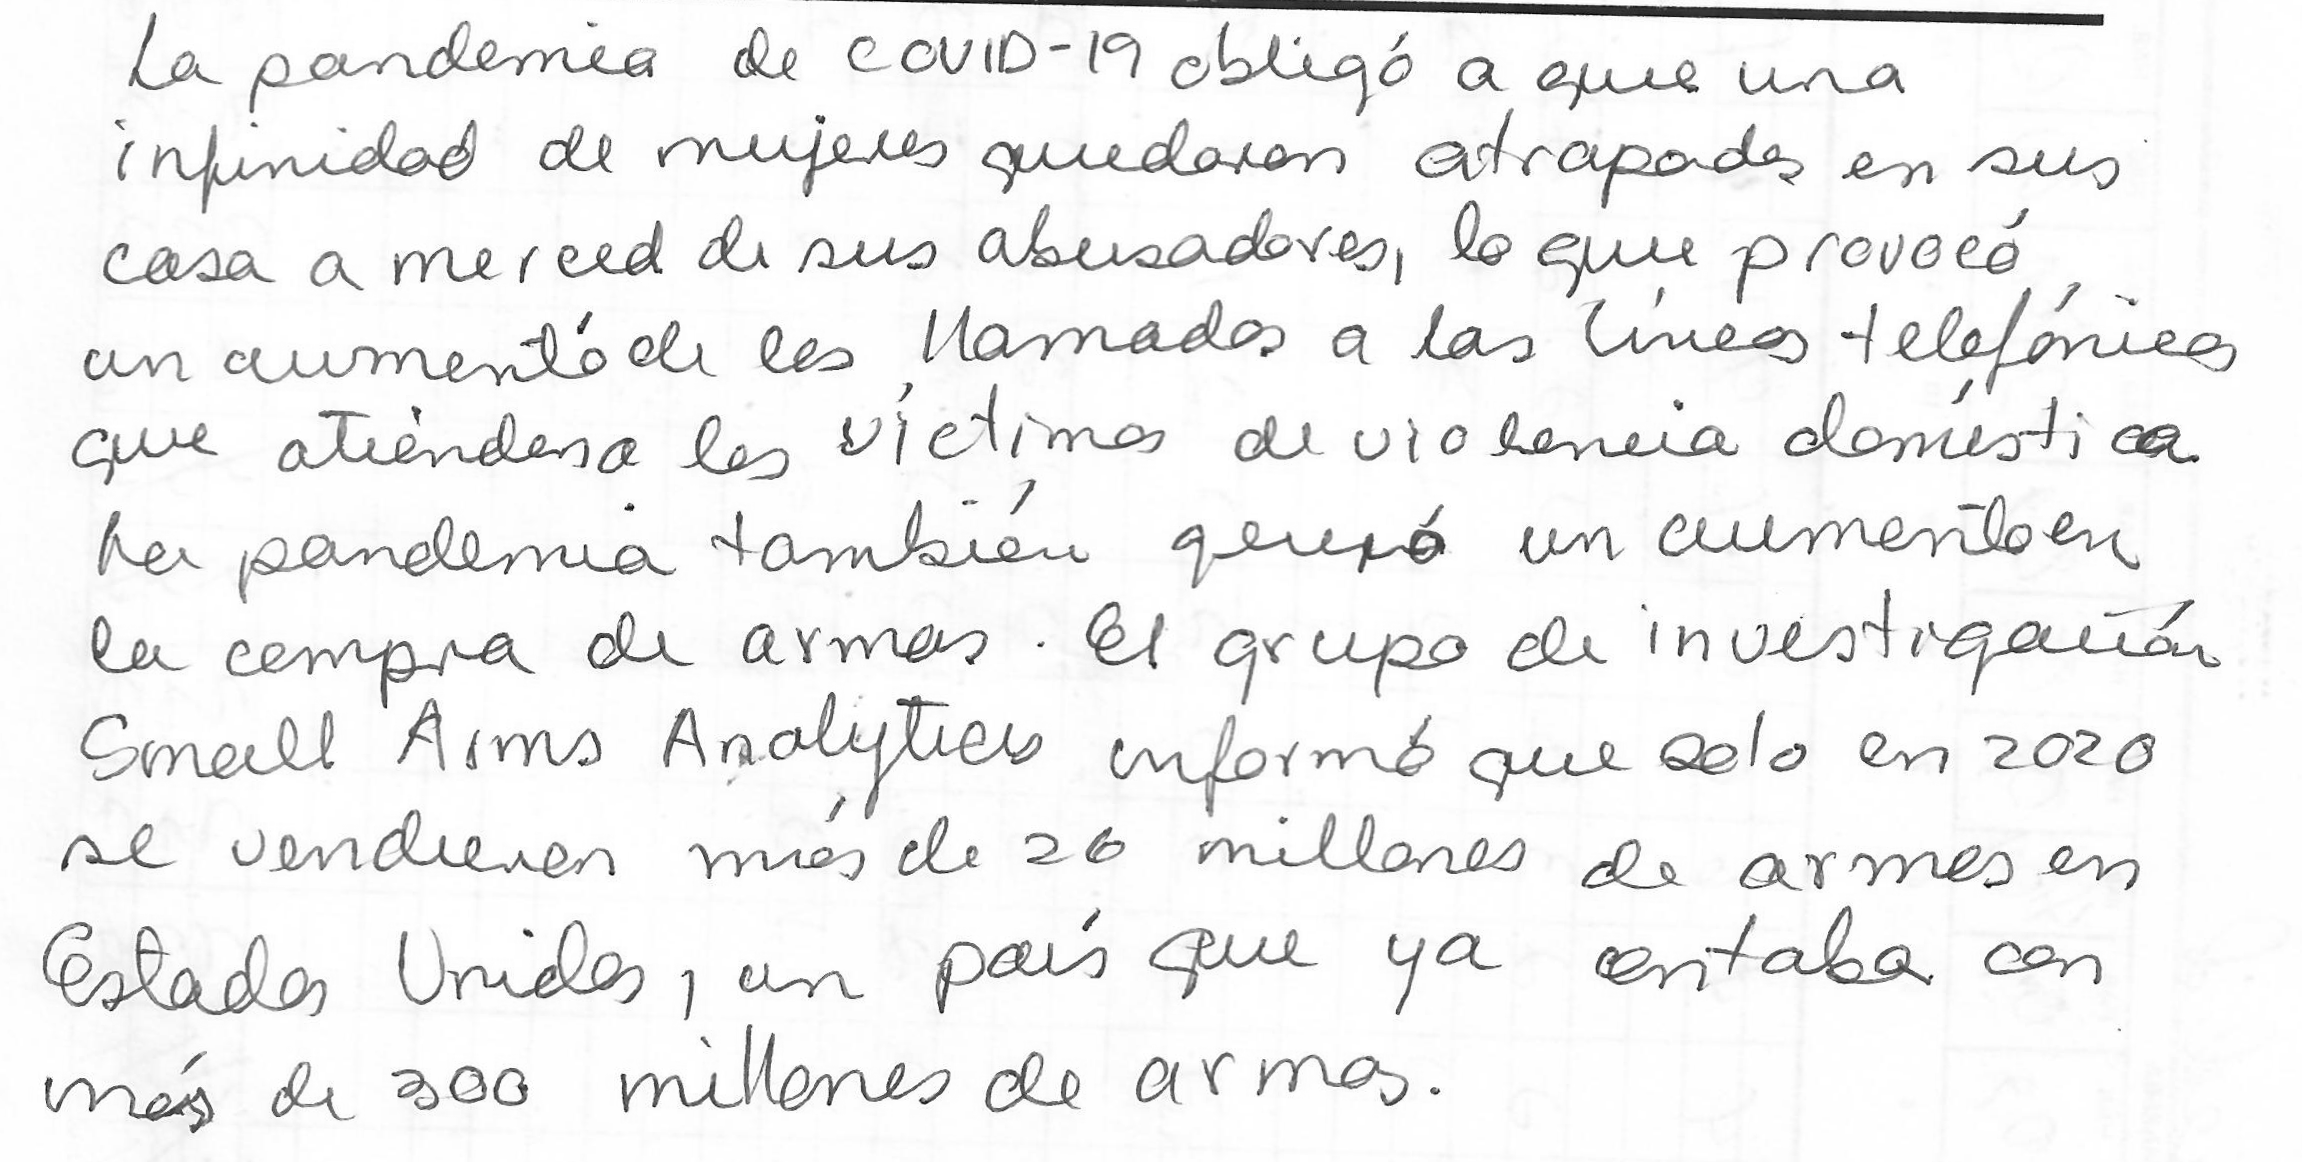 La pandemia de COVID-19 obligó a que una
infinidad de mujeres quedaran atrapadas en sus
casa a merced de sus abusadores, lo que provocó
un aumentó de las llamadas a las líneas telefónicas
que atienden a las víctimas de violencia doméstica
La pandemia también generó un aumento en
la compra de armas. El grupo de investigación
Small Arms Analytics informó que solo en 2020
se vendieron más de 20 millones de armas en
Estados Unidos, un país que ya contaba con
más de 300 millones de armas.